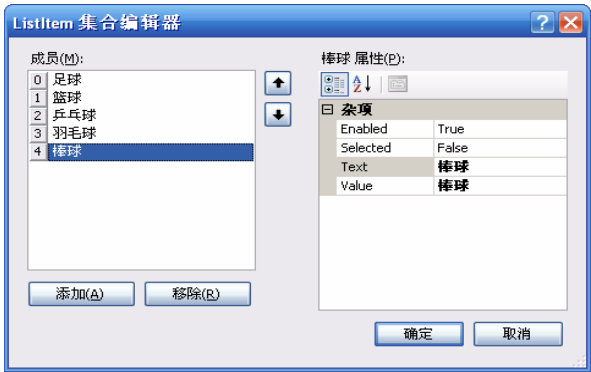 ListItem 集合编辑器
成员(M):
0 足球
1 篮球
2 乒乓球
3 羽毛球
4 棒球
添加(A) 移除(R)
棒球 属性(P):
杂项
Enabled True
Selected False
Text 棒球
Value 棒球
确定 取消